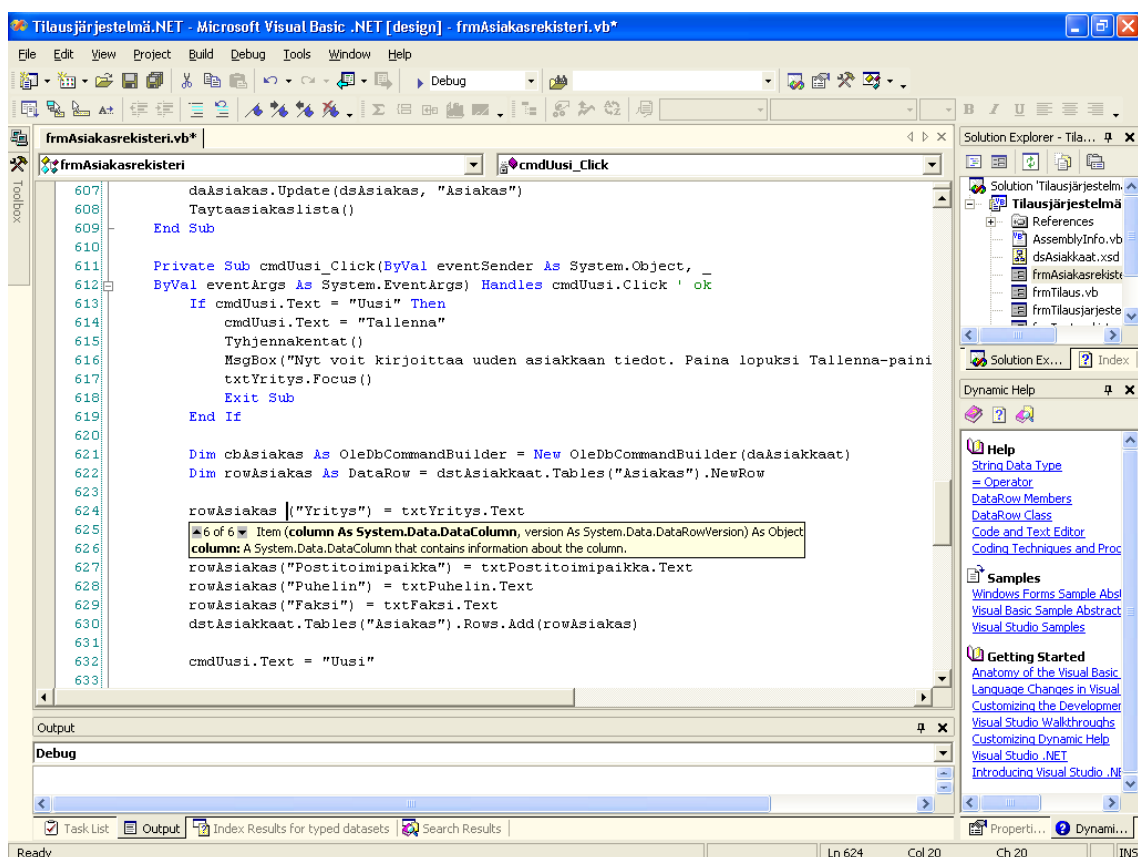 Tilausjärjestelmä.NET - Microsoft Visual Basic .NET [design] - frmAsiakasrekisteri.vb*
File Edit View Project Build Debug Tools Window Help
Debug
frmAsiakasrekisteri.vb*
frmAsiakasrekisteri cmdUusi_Click
Toolbox
607 daAsiakas.Update(dsAsiakas, "Asiakas")
608 Taytaasiakaslista()
609 End Sub
610
611 Private Sub cmdUusi_Click(ByVal eventSender As System.Object, _
612 ByVal eventArgs As System.EventArgs) Handles cmdUusi.Click ' ok
613 If cmdUusi.Text = "Uusi" Then
614 cmdUusi.Text = "Tallenna"
615 Tyhjennakentat()
616 MsgBox("Nyt voit kirjoittaa uuden asiakkaan tiedot. Paina lopuksi Tallenna-paini
617 txtYritys.Focus()
618 Exit Sub
619 End If
620
621 Dim cbAsiakas As OleDbCommandBuilder = New OleDbCommandBuilder(daAsiakkaat)
622 Dim rowAsiakas As DataRow = dstAsiakkaat.Tables("Asiakas").NewRow
623
624 rowAsiakas ("Yritys") = txtYritys.Text
625 6 of 6 Item (column As System.Data.DataColumn, version As System.Data.DataRowVersion) As Object
626 column: A System.Data.DataColumn that contains information about the column.
627 rowAsiakas("Postitoimipaikka") = txtPostitoimipaikka.Text
628 rowAsiakas("Puhelin") = txtPuhelin.Text
629 rowAsiakas("Faksi") = txtFaksi.Text
630 dstAsiakkaat.Tables("Asiakas").Rows.Add(rowAsiakas)
631
632 cmdUusi.Text = "Uusi"
633
Output
Debug
Task List Output Index Results for typed datasets Search Results
Solution Explorer - Tila...
Solution 'Tilausjärjestelm
Tilausjärjestelmä
References
AssemblyInfo.vb
dsAsiakkaat.xsd
frmAsiakasrekiste
frmTilaus.vb
frmTilausjarjeste
Solution Ex... Index
Dynamic Help
Help
String Data Type
= Operator
DataRow Members
DataRow Class
Code and Text Editor
Coding Techniques and Proc
Samples
Windows Forms Sample Abst
Visual Basic Sample Abstract
Visual Studio Samples
Getting Started
Anatomy of the Visual Basic
Language Changes in Visual
Customizing the Developmer
Visual Studio Walkthroughs
Customizing Dynamic Help
Visual Studio .NET
Introducing Visual Studio .NE
Properti... Dynami...
Ready Ln 624 Col 20 Ch 20 INS